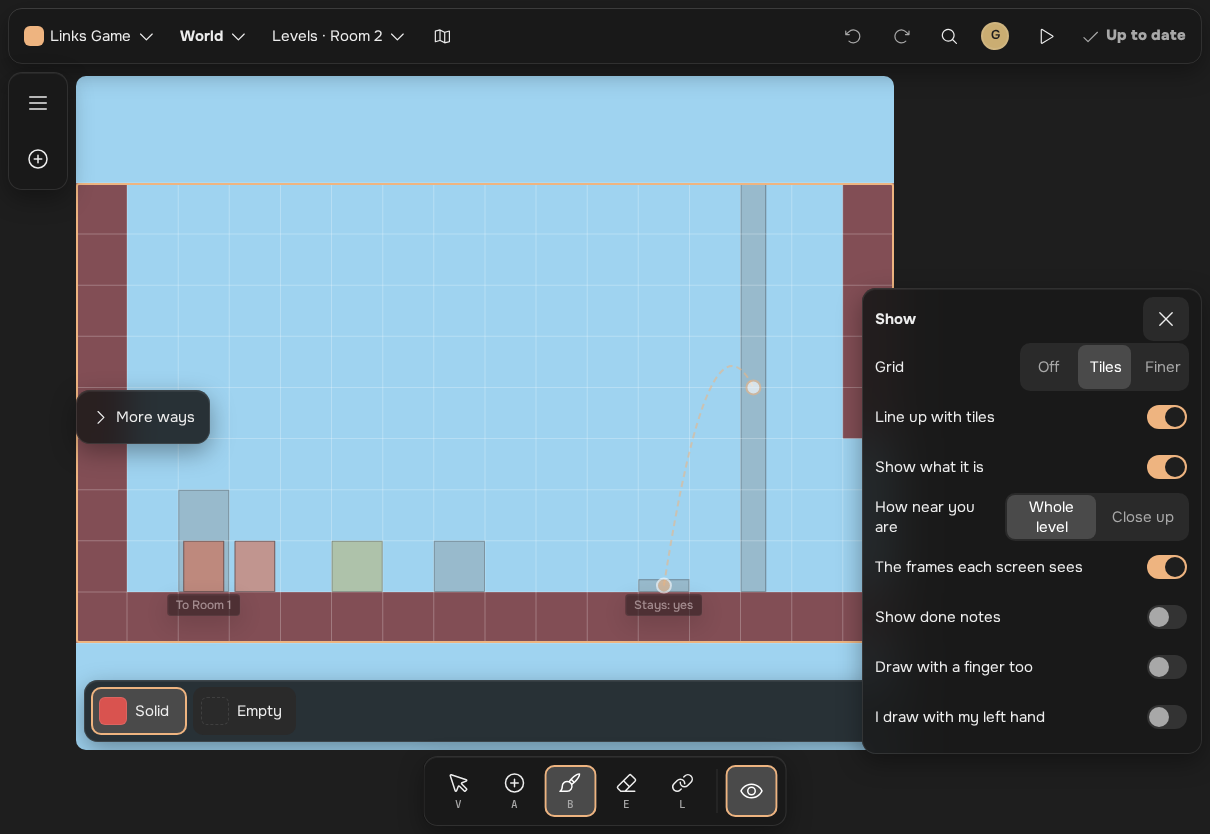 Links Game
World
Levels · Room 2
G
Up to date
Show
Grid
Off
Tiles
Finer
More ways
Line up with tiles
Show what it is
How near you
are
Whole
level
Close up
The frames each screen sees
To Room 1
Stays: yes
Show done notes
Draw with a finger too
Solid
Empty
I draw with my left hand
V
A
B
E
L